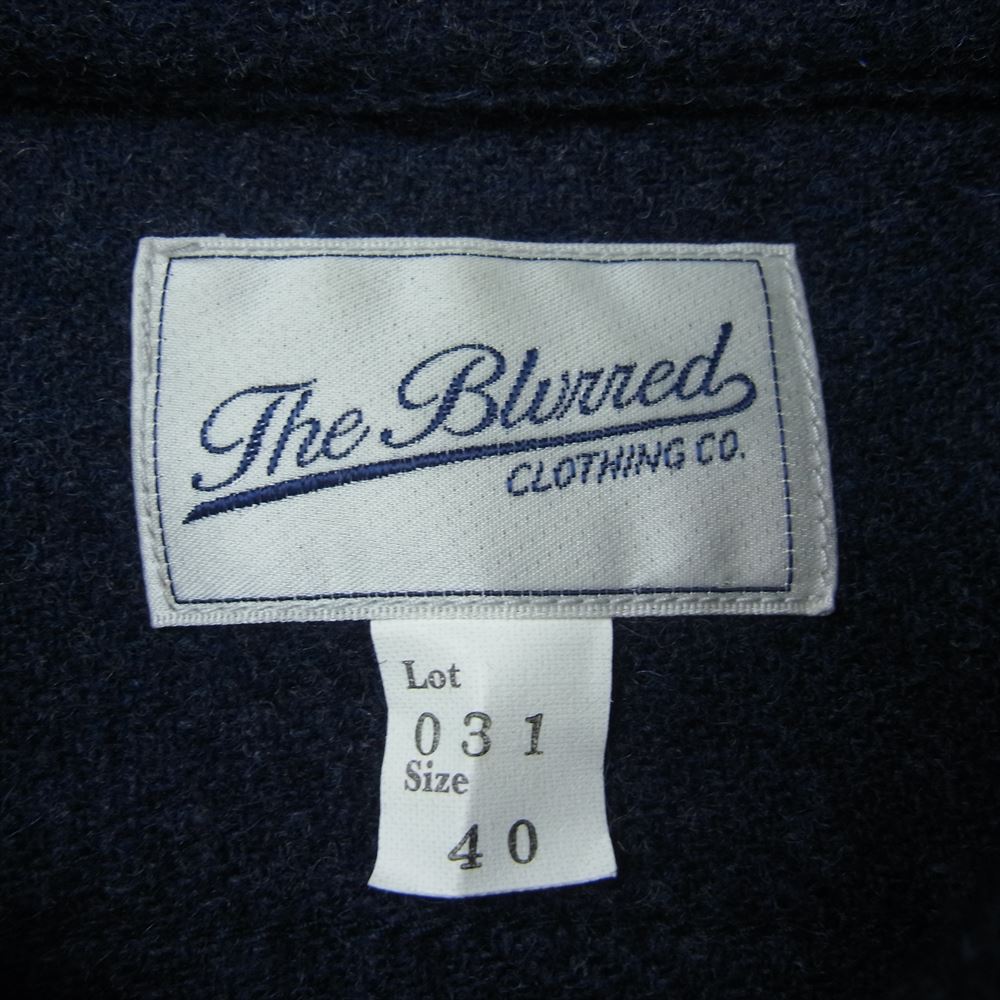 The Blurred
CLOTHING CO.
Lot
031
Size
40